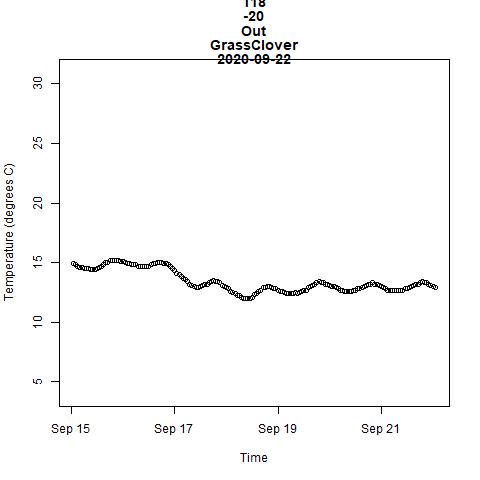 T18
-20
Out
GrassClover
2020-09-22
Temperature (degrees C)
30
25
20
15
10
5
Sep 15 Sep 17 Sep 19 Sep 21
Time